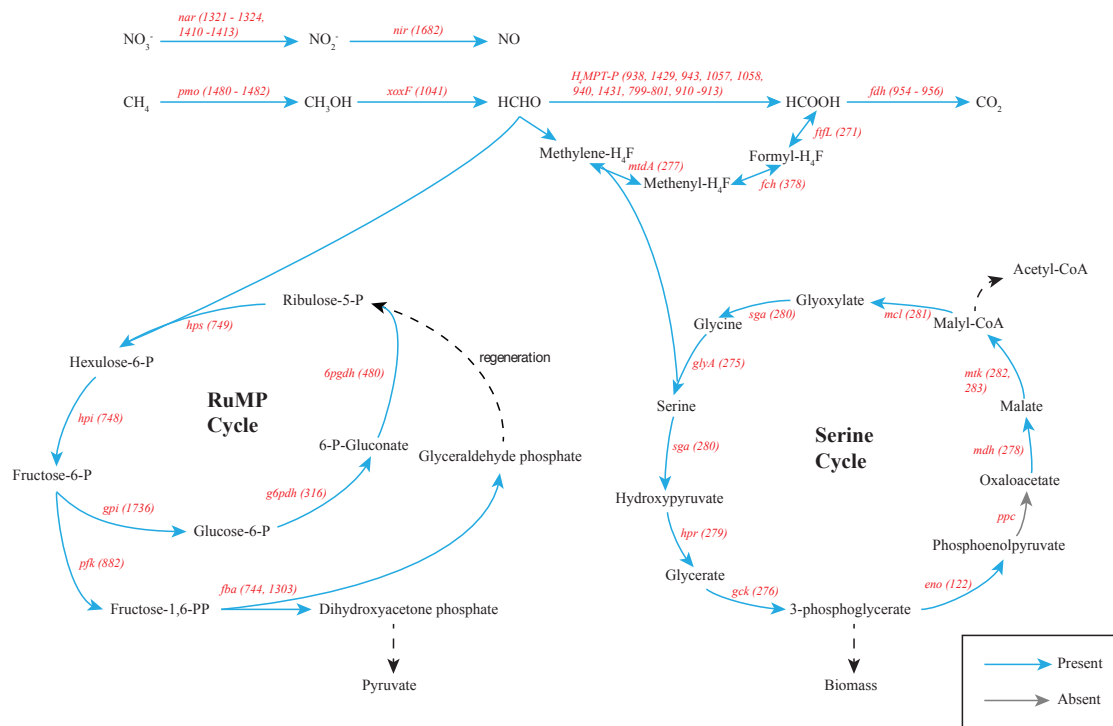 nar (1321 - 1324,
1410 -1413)
nir (1682)
NO3-
NO2-
NO
H4MPT-P (938, 1429, 943, 1057, 1058,
940, 1431, 799-801, 910 -913)
pmo (1480 - 1482)
xoxF (1041)
fdh (954 - 956)
CH4
CH3OH
HCHO
HCOOH
CO2
ftfL (271)
Methylene-H4F
Formyl-H4F
mtdA (277)
Methenyl-H4F
fch (378)
Acetyl-CoA
Ribulose-5-P
Glyoxylate
sga (280)
mcl (281)
Glycine
Malyl-CoA
hps (749)
regeneration
Hexulose-6-P
glyA (275)
6pgdh (480)
mtk (282,
283)
RuMP
Cycle
Serine
Malate
hpi (748)
Serine
Cycle
6-P-Gluconate
Glyceraldehyde phosphate
sga (280)
mdh (278)
Fructose-6-P
Oxaloacetate
g6pdh (316)
Hydroxypyruvate
gpi (1736)
ppc
Glucose-6-P
hpr (279)
Phosphoenolpyruvate
pfk (882)
Glycerate
fba (744, 1303)
gck (276)
eno (122)
Fructose-1,6-PP
Dihydroxyacetone phosphate
3-phosphoglycerate
Present
Pyruvate
Biomass
Absent